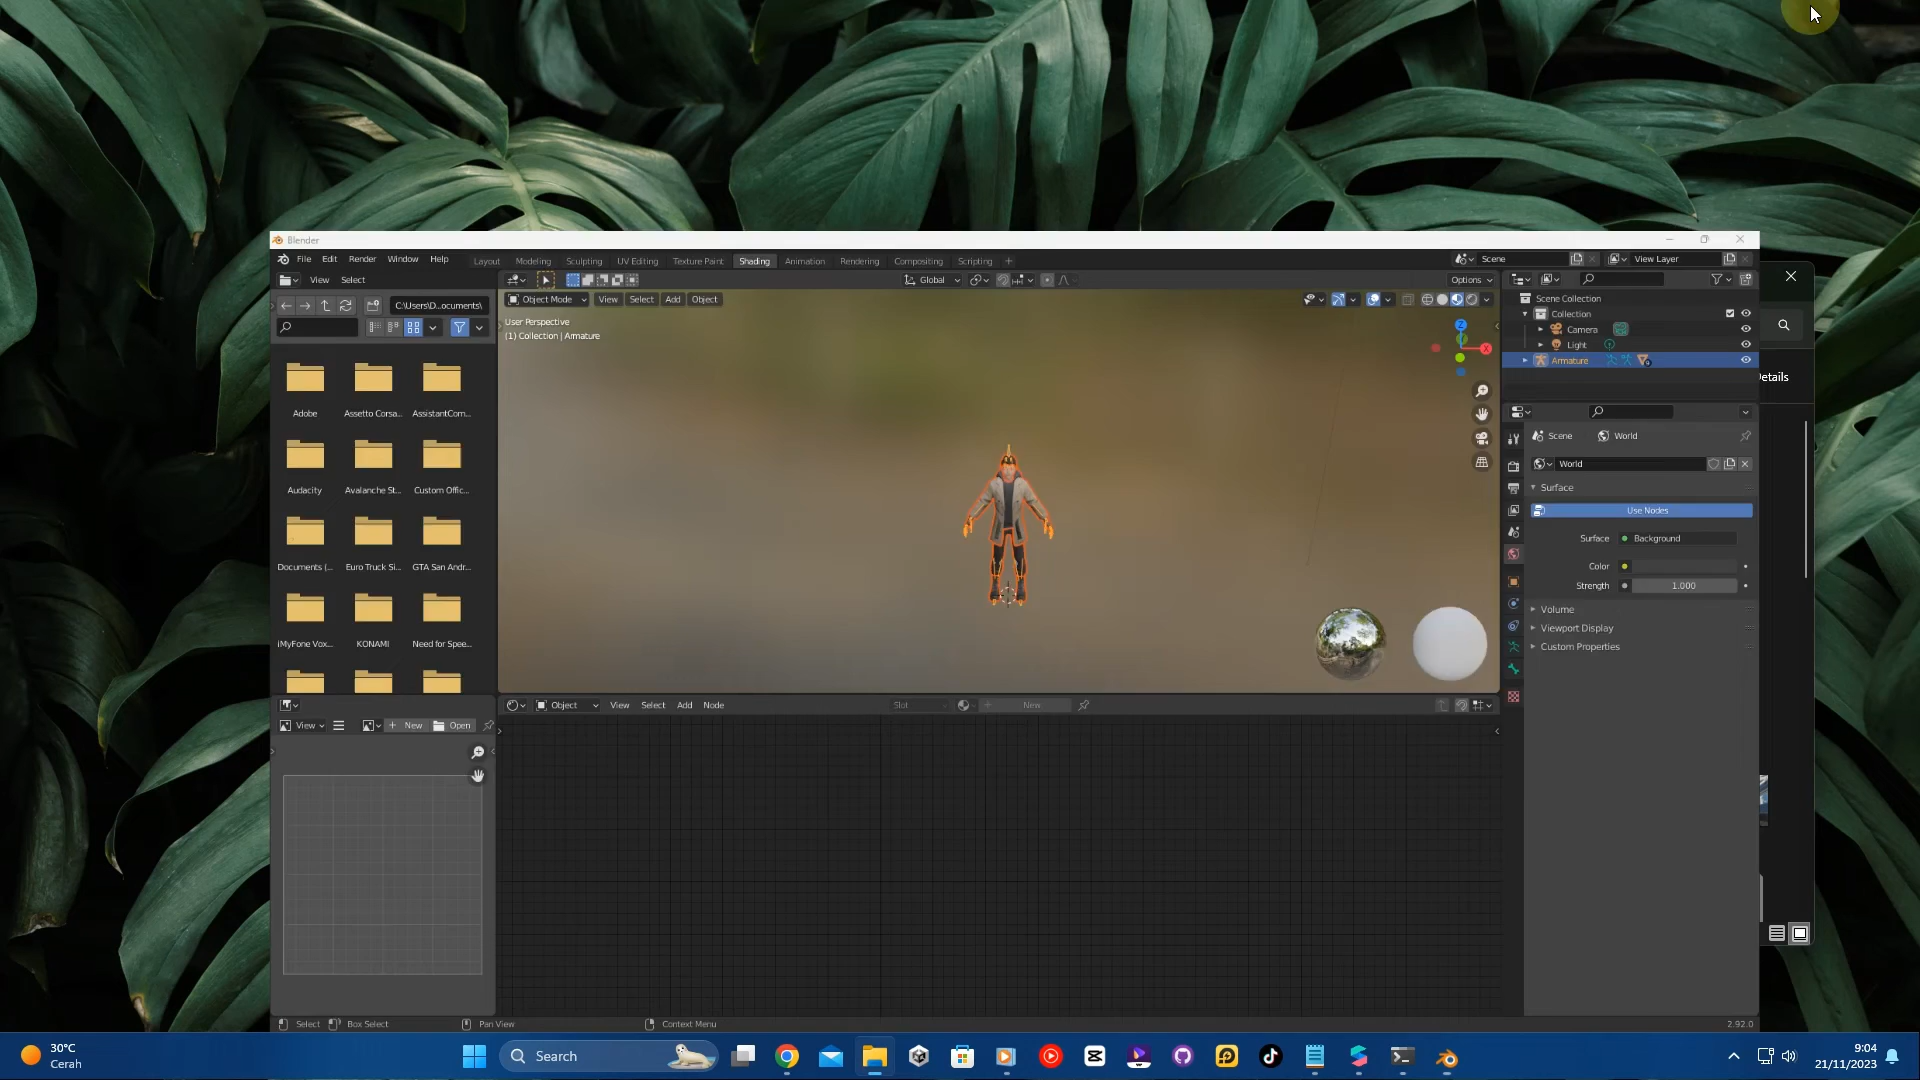 Blender
File Edit Render Window Help
Layout Modeling Sculpting UV Editing Texture Paint Shading Animation Rendering Compositing Scripting +
Scene
View Layer
View Select
Global
Options
C:\Users\D..ocuments\
Object Mode View Select Add Object
User Perspective
(1) Collection | Armature
Z
X
Adobe
Assetto Corsa...
AssistantCom...
Audacity
Avalanche St...
Custom Offic...
Documents (...
Euro Truck Si...
GTA San Andr...
iMyFone Vox...
KONAMI
Need for Spee...
Scene Collection
Collection
Camera
Light
Armature
Details
Scene World
World
Surface
Use Nodes
Surface Background
Color
Strength 1.000
Volume
Viewport Display
Custom Properties
Object View Select Add Node
Slot
New
View
New Open
Select Box Select Pan View Context Menu
2.92.0
30°C
Cerah
Search
9:04
21/11/2023